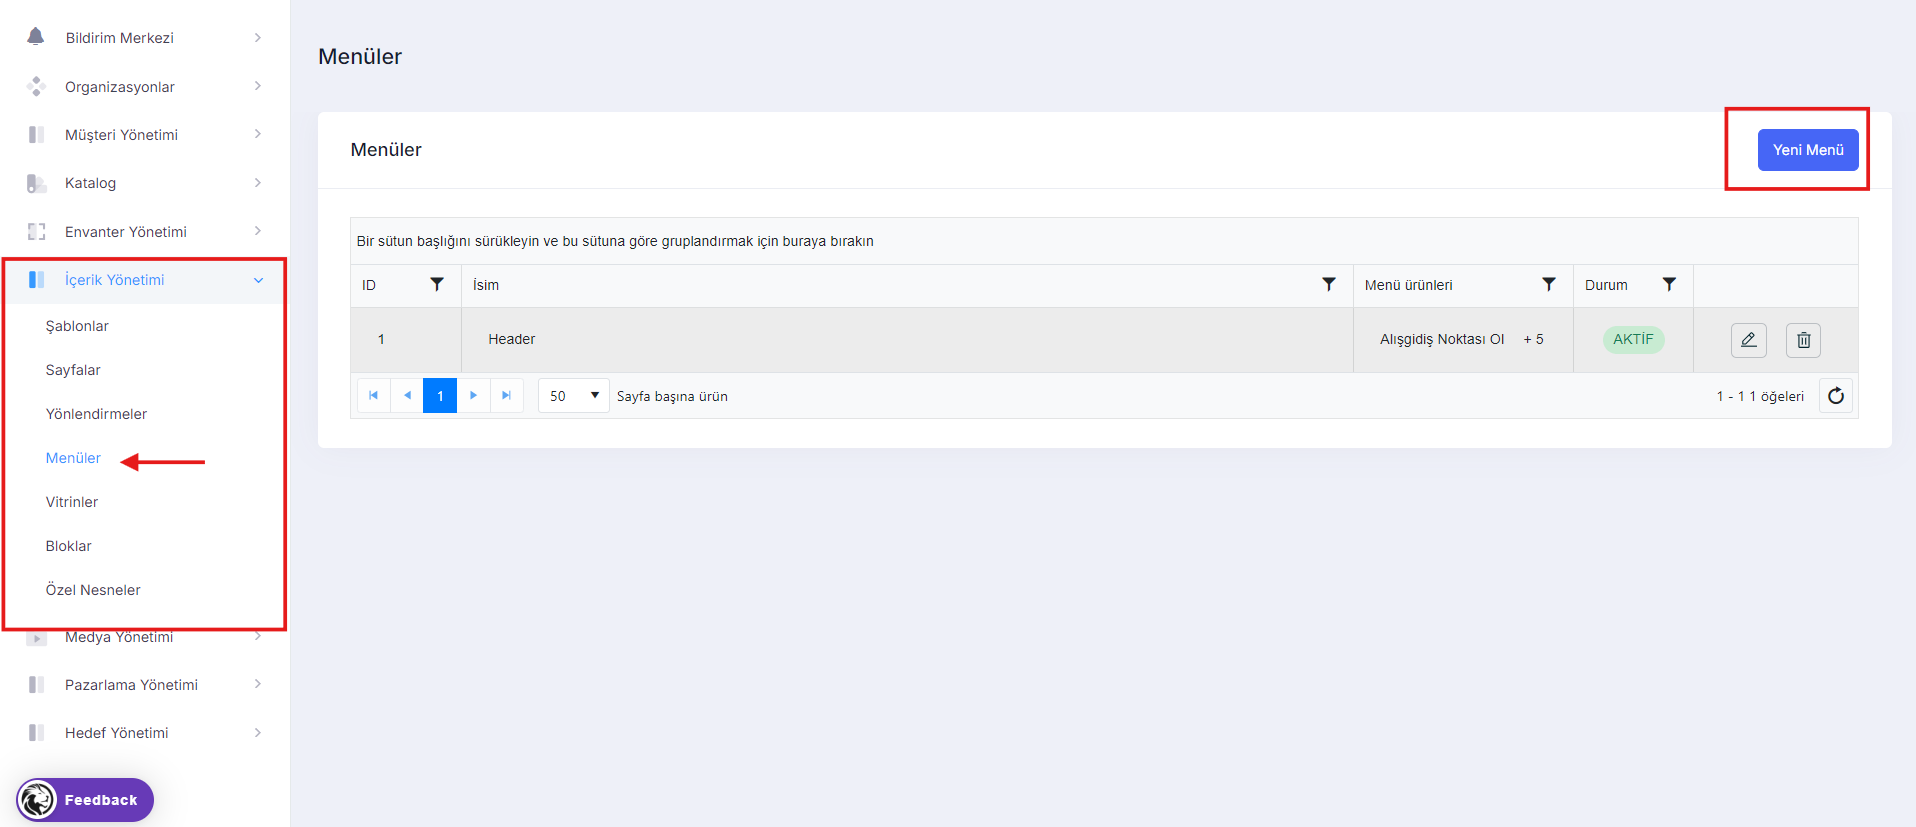 Bildirim Merkezi
Organizasyonlar
Müşteri Yönetimi
Katalog
Envanter Yönetimi
İçerik Yönetimi
Şablonlar
Sayfalar
Yönlendirmeler
Menüler
Vitrinler
Bloklar
Özel Nesneler
Medya Yönetimi
Pazarlama Yönetimi
Hedef Yönetimi
Feedback
Menüler
Menüler
Yeni Menü
Bir sütun başlığını sürükleyin ve bu sütuna göre gruplandırmak için buraya bırakın
ID İsim Menü ürünleri Durum
1 Header Alışgidiş Noktası Ol + 5 AKTİF
1 50 Sayfa başına ürün 1 - 1 1 öğeleri